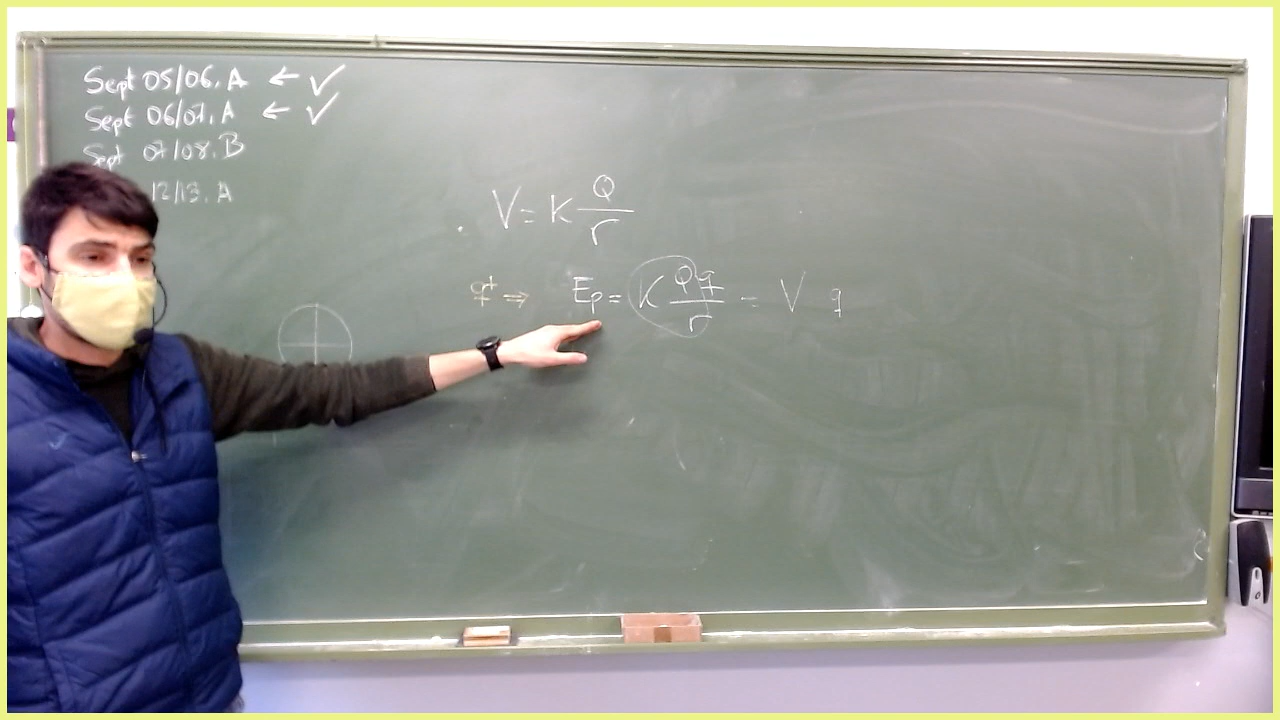 Sept 05/06. A ← ✓
Sept 06/07. A ← ✓
Sept 07/08. B
12/13. A
V = K Q/r
q⁺ ⇒ Ep = K Qq/r = V q